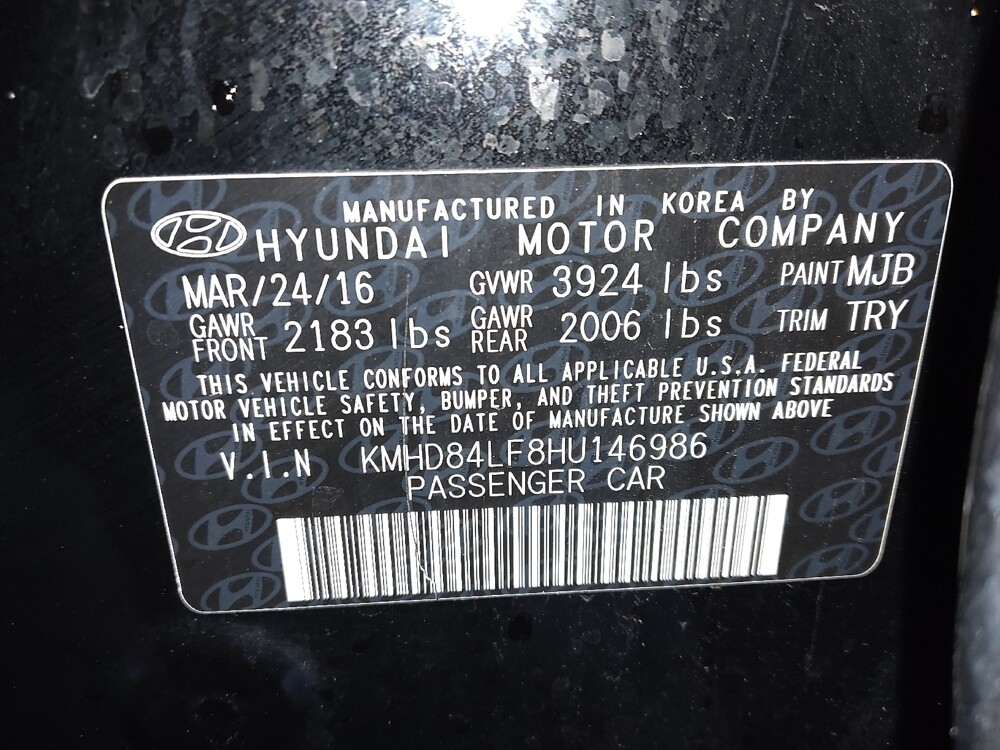 MANUFACTURED IN KOREA BY
HYUNDAI MOTOR COMPANY
MAR/24/16 GVWR 3924 lbs PAINT MJB
GAWR FRONT 2183 lbs GAWR REAR 2006 lbs TRIM TRY
THIS VEHICLE CONFORMS TO ALL APPLICABLE U.S.A. FEDERAL
MOTOR VEHICLE SAFETY, BUMPER, AND THEFT PREVENTION STANDARDS
IN EFFECT ON THE DATE OF MANUFACTURE SHOWN ABOVE
V.I.N KMHD84LF8HU146986
PASSENGER CAR